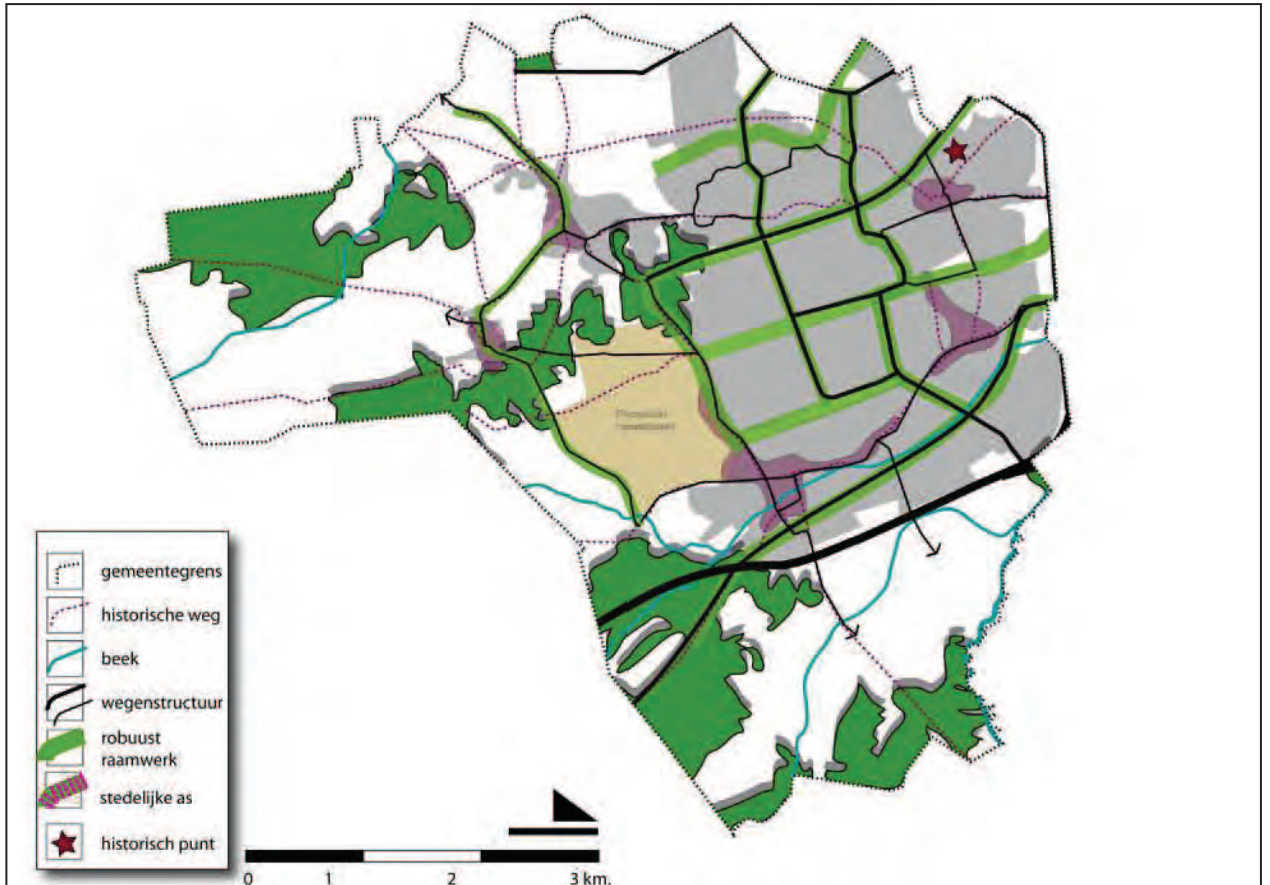 gemeentegrens
historische weg
beek
wegenstructuur
robuust
raamwerk
stedelijke as
historisch punt
0 1 2 3 km.